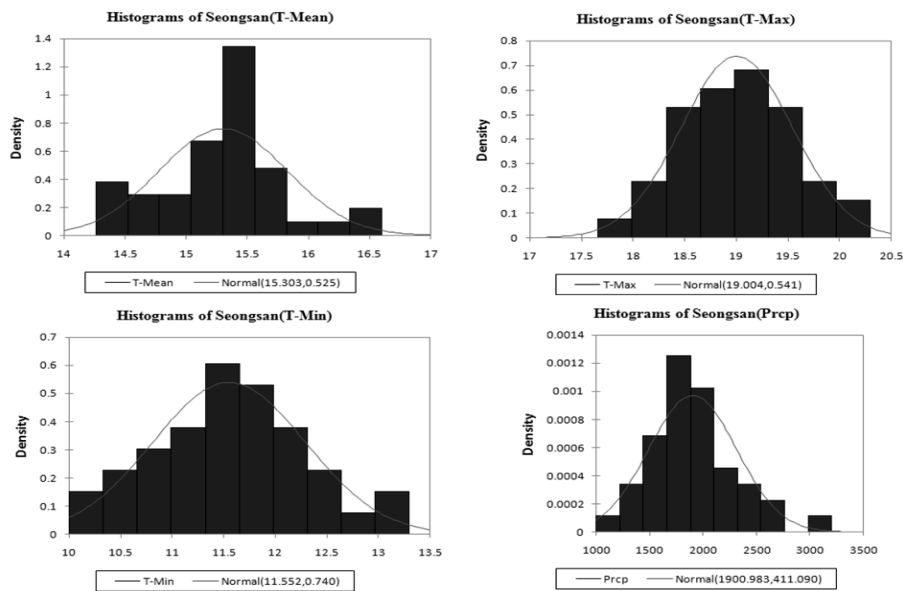 Histograms of Seongsan(T-Mean)
Density
1.4
1.2
1
0.8
0.6
0.4
0.2
0
14 14.5 15 15.5 16 16.5 17
T-Mean Normal(15.303,0.525)
Histograms of Seongsan(T-Max)
Density
0.8
0.7
0.6
0.5
0.4
0.3
0.2
0.1
0
17 17.5 18 18.5 19 19.5 20 20.5
T-Max Normal(19.004,0.541)
Histograms of Seongsan(T-Min)
Density
0.7
0.6
0.5
0.4
0.3
0.2
0.1
0
10 10.5 11 11.5 12 12.5 13 13.5
T-Min Normal(11.552,0.740)
Histograms of Seongsan(Prcp)
Density
0.0014
0.0012
0.001
0.0008
0.0006
0.0004
0.0002
0
1000 1500 2000 2500 3000 3500
Prcp Normal(1900.983,411.090)